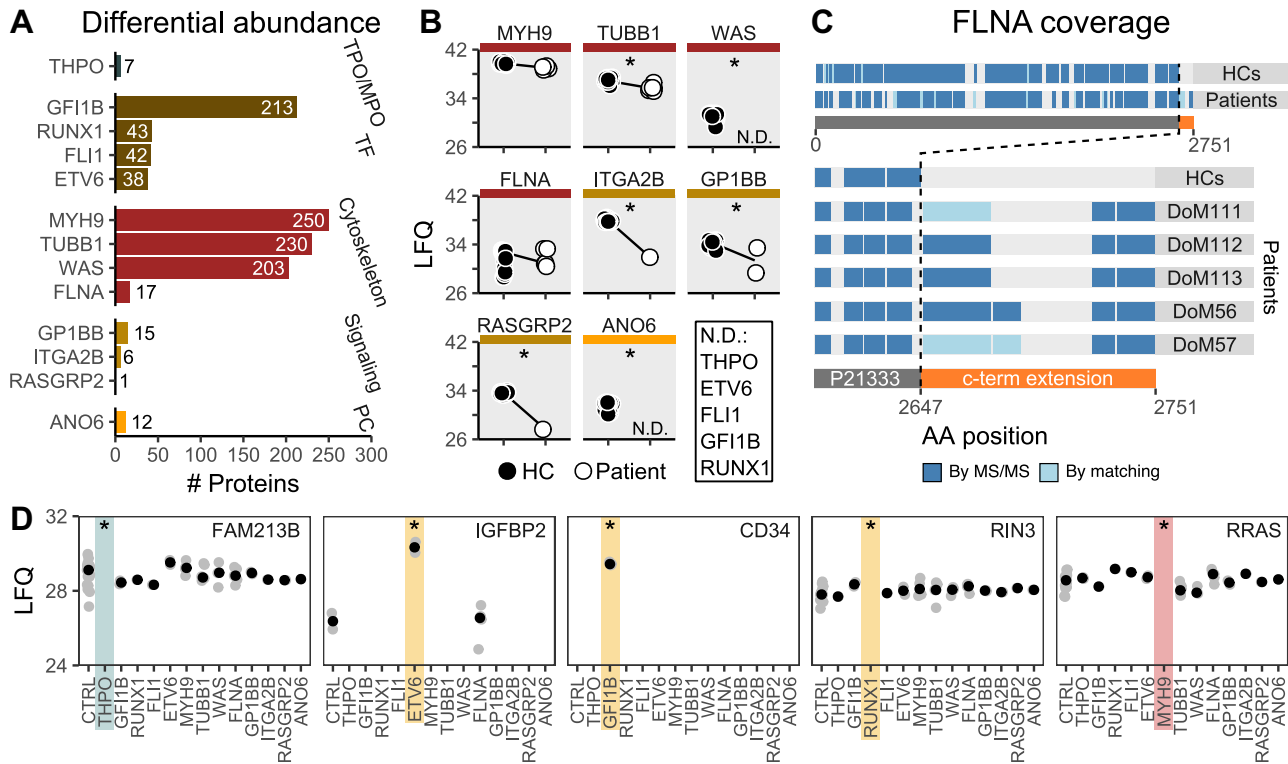 A
Differential abundance
THPO
7
TPO/MPO
GFI1B
213
RUNX1
43
FLI1
42
ETV6
38
TF
MYH9
250
TUBB1
230
WAS
203
FLNA
17
Cytoskeleton
GP1BB
15
ITGA2B
6
RASGRP2
1
Signaling
ANO6
12
PC
0 50 100 150 200 250 300
# Proteins
B
MYH9 TUBB1 WAS
42
34
26
* *
N.D.
FLNA ITGA2B GP1BB
42
34
26
* *
LFQ
RASGRP2 ANO6
42
34
26
* *
N.D.
N.D.:
THPO
ETV6
FLI1
GFI1B
RUNX1
HC Patient
C
FLNA coverage
HCs
Patients
0 2751
HCs
DoM111
DoM112
DoM113
DoM56
DoM57
Patients
P21333 c-term extension
2647 2751
AA position
By MS/MS By matching
D
LFQ
32
28
24
* FAM213B
CTRL THPO GFI1B RUNX1 FLI1 ETV6 MYH9 TUBB1 WAS FLNA GP1BB ITGA2B RASGRP2 ANO6
* IGFBP2
CTRL THPO GFI1B RUNX1 FLI1 ETV6 MYH9 TUBB1 WAS FLNA GP1BB ITGA2B RASGRP2 ANO6
* CD34
CTRL THPO GFI1B RUNX1 FLI1 ETV6 MYH9 TUBB1 WAS FLNA GP1BB ITGA2B RASGRP2 ANO6
* RIN3
CTRL THPO GFI1B RUNX1 FLI1 ETV6 MYH9 TUBB1 WAS FLNA GP1BB ITGA2B RASGRP2 ANO6
* RRAS
CTRL THPO GFI1B RUNX1 FLI1 ETV6 MYH9 TUBB1 WAS FLNA GP1BB ITGA2B RASGRP2 ANO6